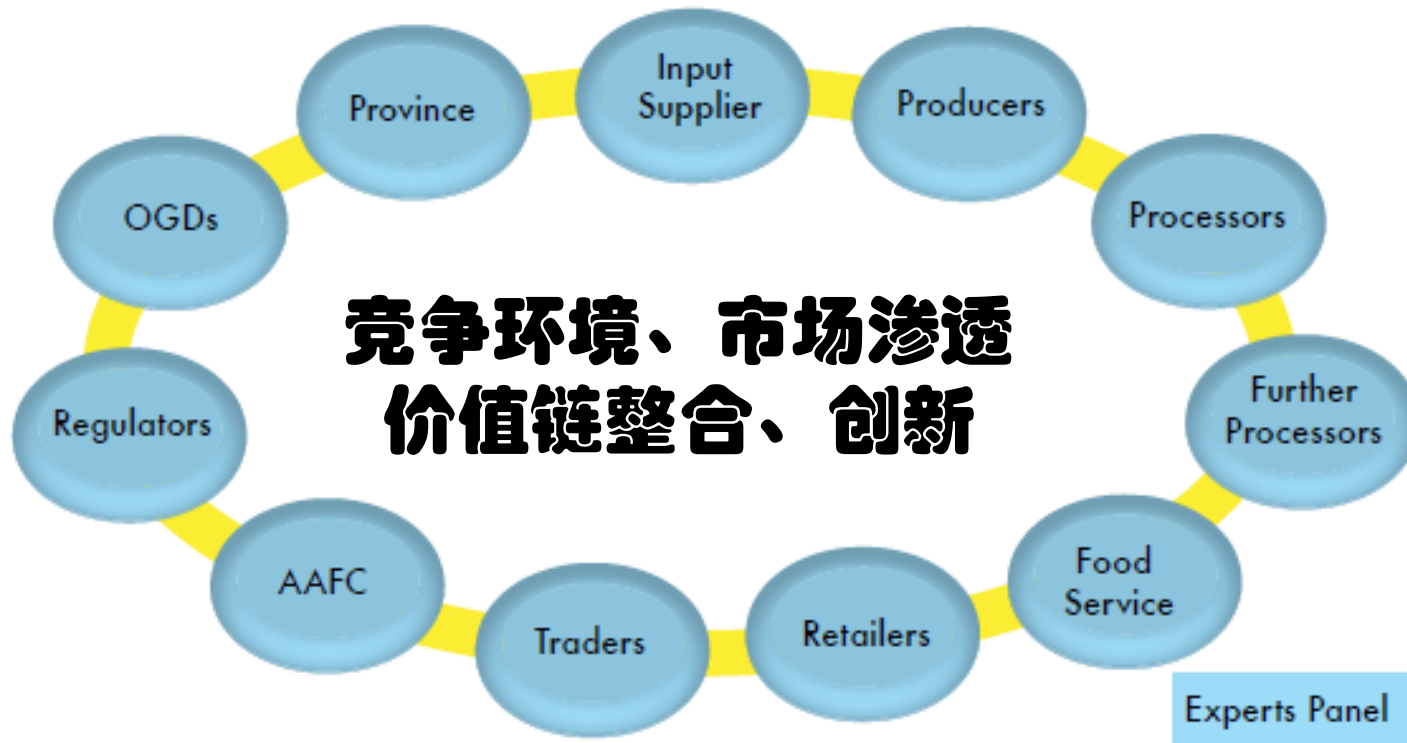 Input
Supplier
Province
Producers
OGDs
Processors
竞争环境、市场渗透
价值链整合、创新
Further
Processors
Regulators
Food
Service
AAFC
Traders
Retailers
Experts Panel